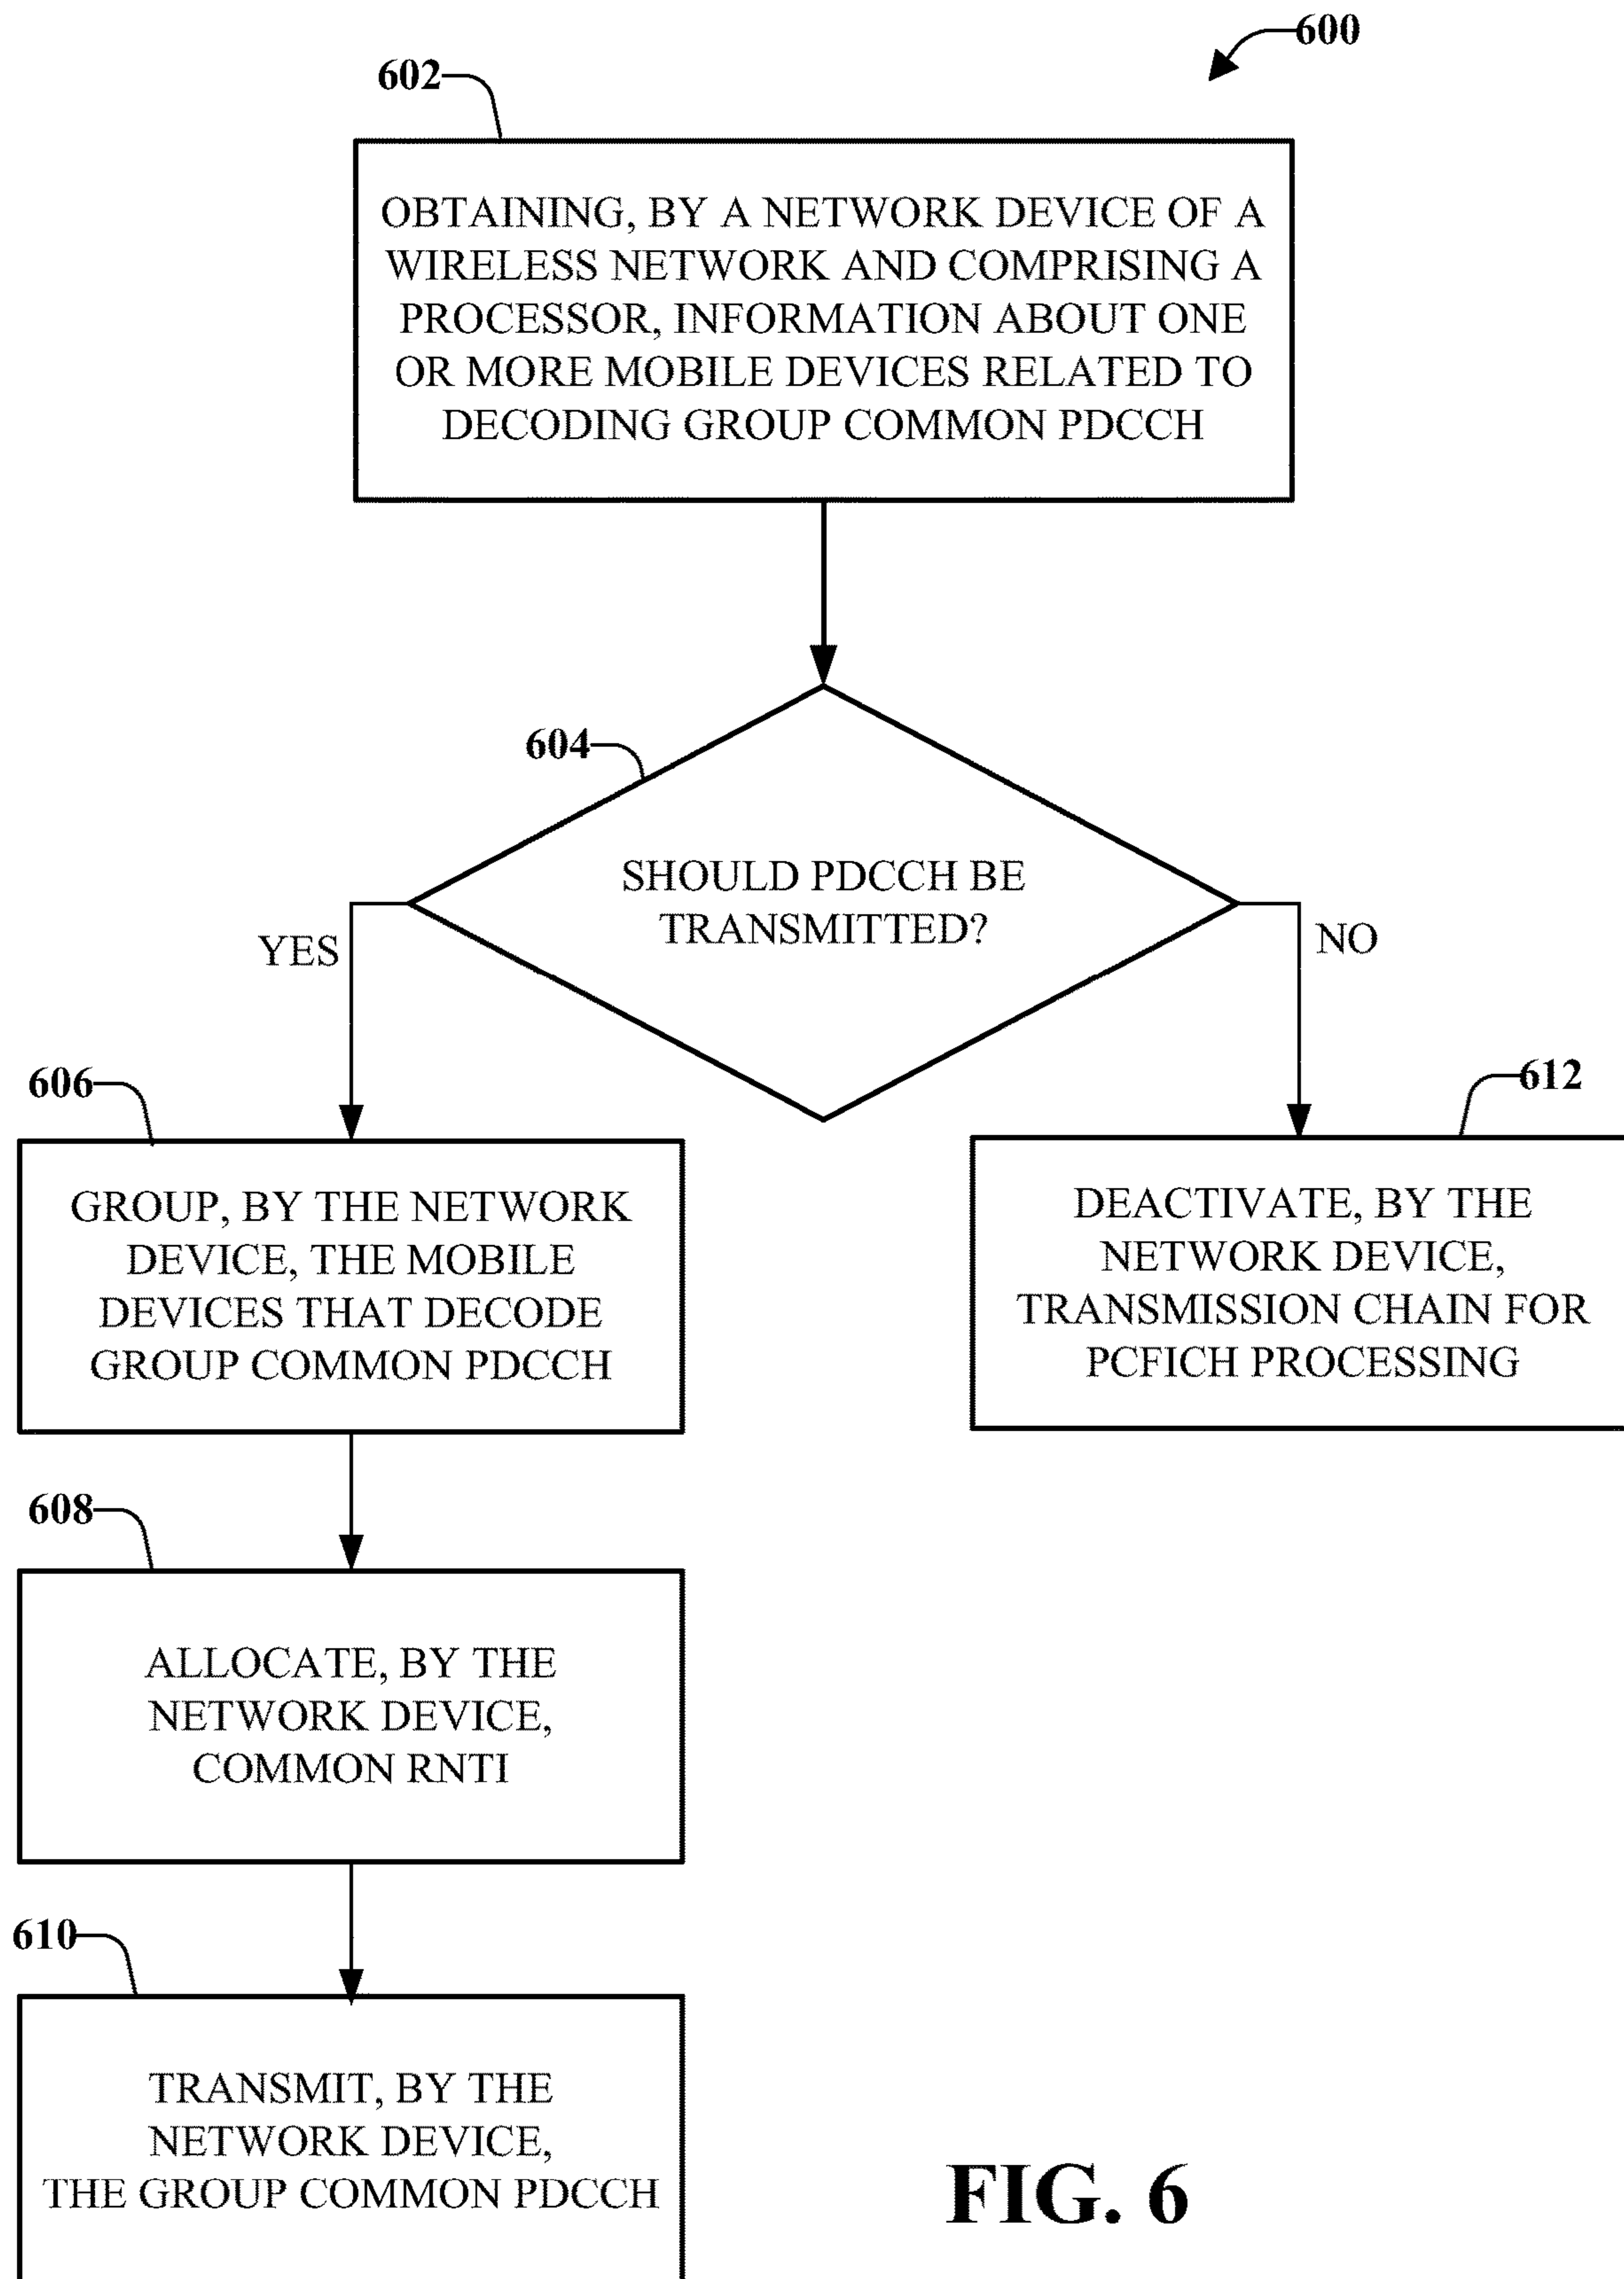 600
602
OBTAINING, BY A NETWORK DEVICE OF A
WIRELESS NETWORK AND COMPRISING A
PROCESSOR, INFORMATION ABOUT ONE
OR MORE MOBILE DEVICES RELATED TO
DECODING GROUP COMMON PDCCH
604
SHOULD PDCCH BE
TRANSMITTED?
YES
NO
606
GROUP, BY THE NETWORK
DEVICE, THE MOBILE
DEVICES THAT DECODE
GROUP COMMON PDCCH
612
DEACTIVATE, BY THE
NETWORK DEVICE,
TRANSMISSION CHAIN FOR
PCFICH PROCESSING
608
ALLOCATE, BY THE
NETWORK DEVICE,
COMMON RNTI
610
TRANSMIT, BY THE
NETWORK DEVICE,
THE GROUP COMMON PDCCH
FIG. 6